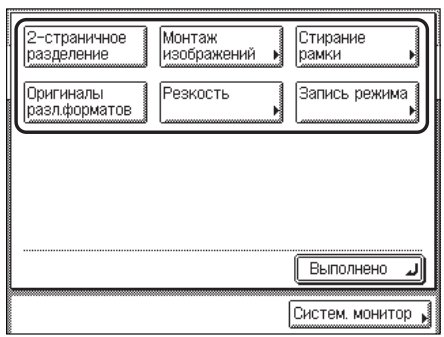 2-страничное
разделение
Монтаж
изображений
Стирание
рамки
Оригиналы
разл.форматов
Резкость
Запись режима
Выполнено
Систем. монитор